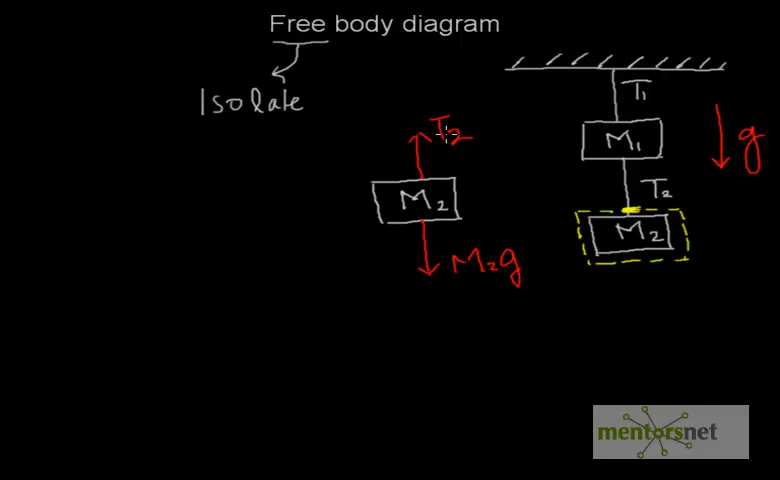 Free body diagram
Isolate
T₁
M₁
g
T₂
M₂
M₂g
T₂
M₂
mentorsnet